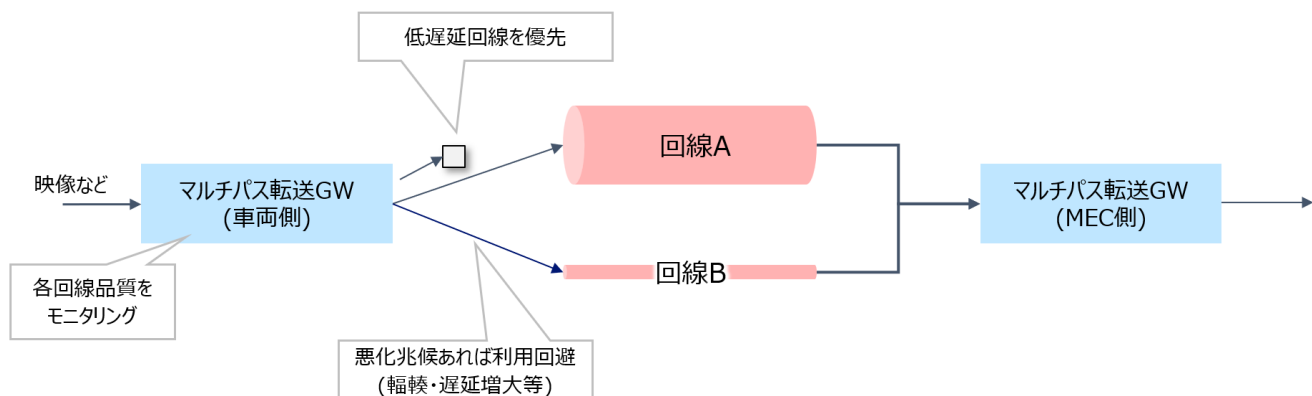 低遅延回線を優先
映像など
マルチパス転送GW
(車両側)
回線A
マルチパス転送GW
(MEC側)
各回線品質を
モニタリング
回線B
悪化兆候あれば利用回避
(輻輳・遅延増大等)